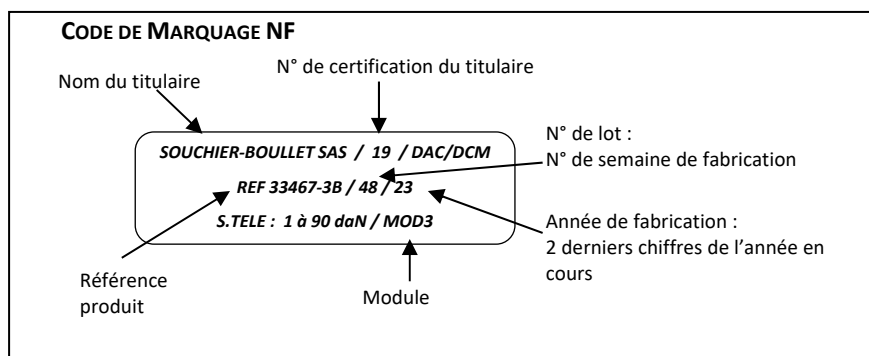 CODE DE MARQUAGE NF
Nom du titulaire
N° de certification du titulaire
SOUCHIER-BOULLET SAS / 19 / DAC/DCM
REF 33467-3B / 48 / 23
S.TELE : 1 à 90 daN / MOD3
N° de lot :
N° de semaine de fabrication
Année de fabrication :
2 derniers chiffres de l’année en
cours
Référence
produit
Module